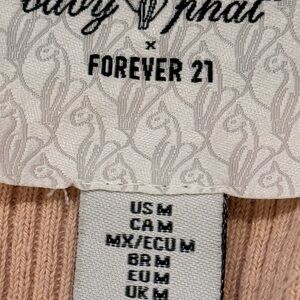 baby phat
x
FOREVER 21
US M
CA M
MX/ECU M
BR M
EU M
UK M